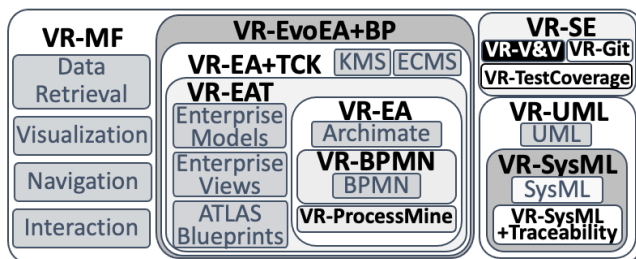 VR-MF
Data
Retrieval
Visualization
Navigation
Interaction
VR-EvoEA+BP
VR-EA+TCK
KMS
ECMS
VR-EAT
Enterprise
Models
Enterprise
Views
ATLAS
Blueprints
VR-EA
Archimate
VR-BPMN
BPMN
VR-ProcessMine
VR-SE
VR-V&V
VR-Git
VR-TestCoverage
VR-UML
UML
VR-SysML
SysML
VR-SysML
+Traceability